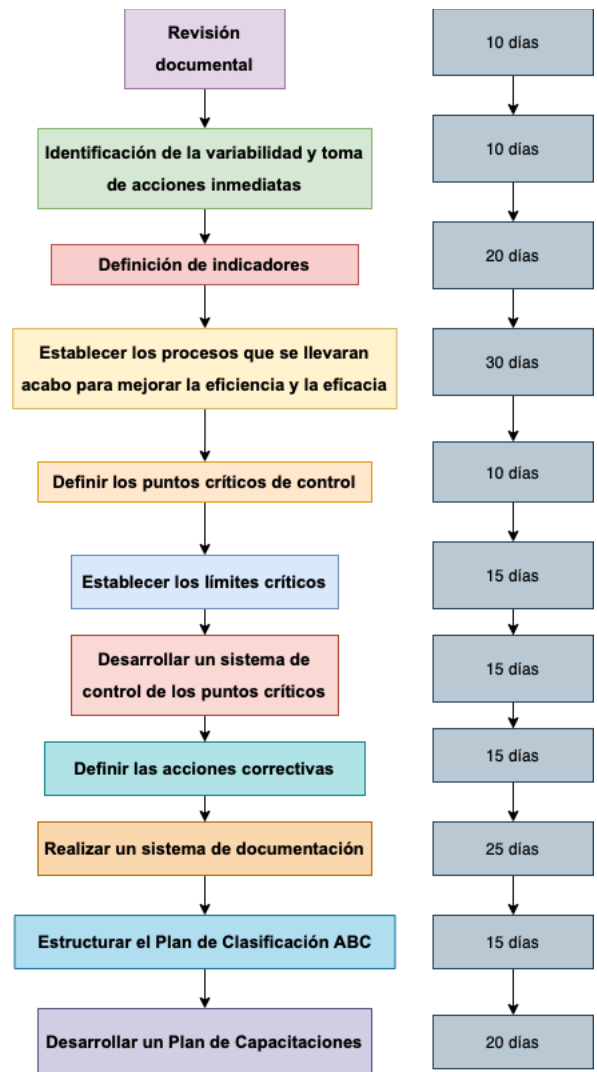 Revisión
documental
10 días
Identificación de la variabilidad y toma
de acciones inmediatas
10 días
Definición de indicadores
20 días
Establecer los procesos que se llevaran
acabo para mejorar la eficiencia y la eficacia
30 días
Definir los puntos críticos de control
10 días
Establecer los límites críticos
15 días
Desarrollar un sistema de
control de los puntos críticos
15 días
Definir las acciones correctivas
15 días
Realizar un sistema de documentación
25 días
Estructurar el Plan de Clasificación ABC
15 días
Desarrollar un Plan de Capacitaciones
20 días